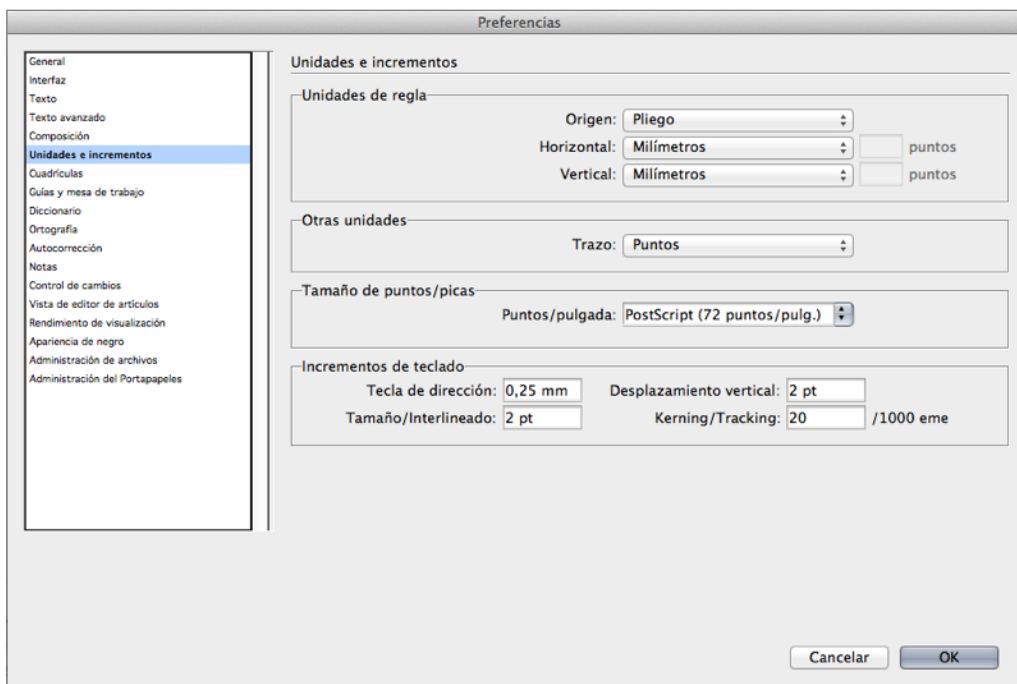 Preferencias
General
Interfaz
Texto
Texto avanzado
Composición
Unidades e incrementos
Cuadrículas
Guías y mesa de trabajo
Diccionario
Ortografía
Autocorrección
Notas
Control de cambios
Vista de editor de artículos
Rendimiento de visualización
Apariencia de negro
Administración de archivos
Administración del Portapapeles
Unidades e incrementos
Unidades de regla
Origen: Pliego
Horizontal: Milímetros puntos
Vertical: Milímetros puntos
Otras unidades
Trazo: Puntos
Tamaño de puntos/picas
Puntos/pulgada: PostScript (72 puntos/pulg.)
Incrementos de teclado
Tecla de dirección: 0,25 mm Desplazamiento vertical: 2 pt
Tamaño/Interlineado: 2 pt Kerning/Tracking: 20 /1000 eme
Cancelar OK